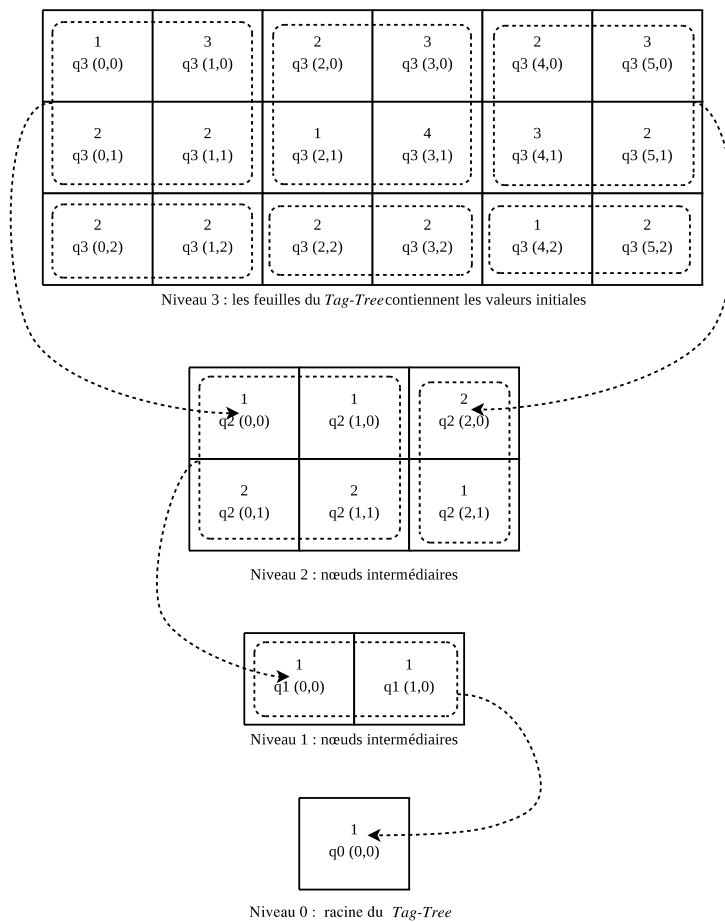 1 3 2 3 2 3
q3 (0,0) q3 (1,0) q3 (2,0) q3 (3,0) q3 (4,0) q3 (5,0)
2 2 1 4 3 2
q3 (0,1) q3 (1,1) q3 (2,1) q3 (3,1) q3 (4,1) q3 (5,1)
2 2 2 2 1 2
q3 (0,2) q3 (1,2) q3 (2,2) q3 (3,2) q3 (4,2) q3 (5,2)
Niveau 3 : les feuilles du Tag-Tree contiennent les valeurs initiales
1 1 2
q2 (0,0) q2 (1,0) q2 (2,0)
2 2 1
q2 (0,1) q2 (1,1) q2 (2,1)
Niveau 2 : nœuds intermédiaires
1 1
q1 (0,0) q1 (1,0)
Niveau 1 : nœuds intermédiaires
1
q0 (0,0)
Niveau 0 : racine du Tag-Tree